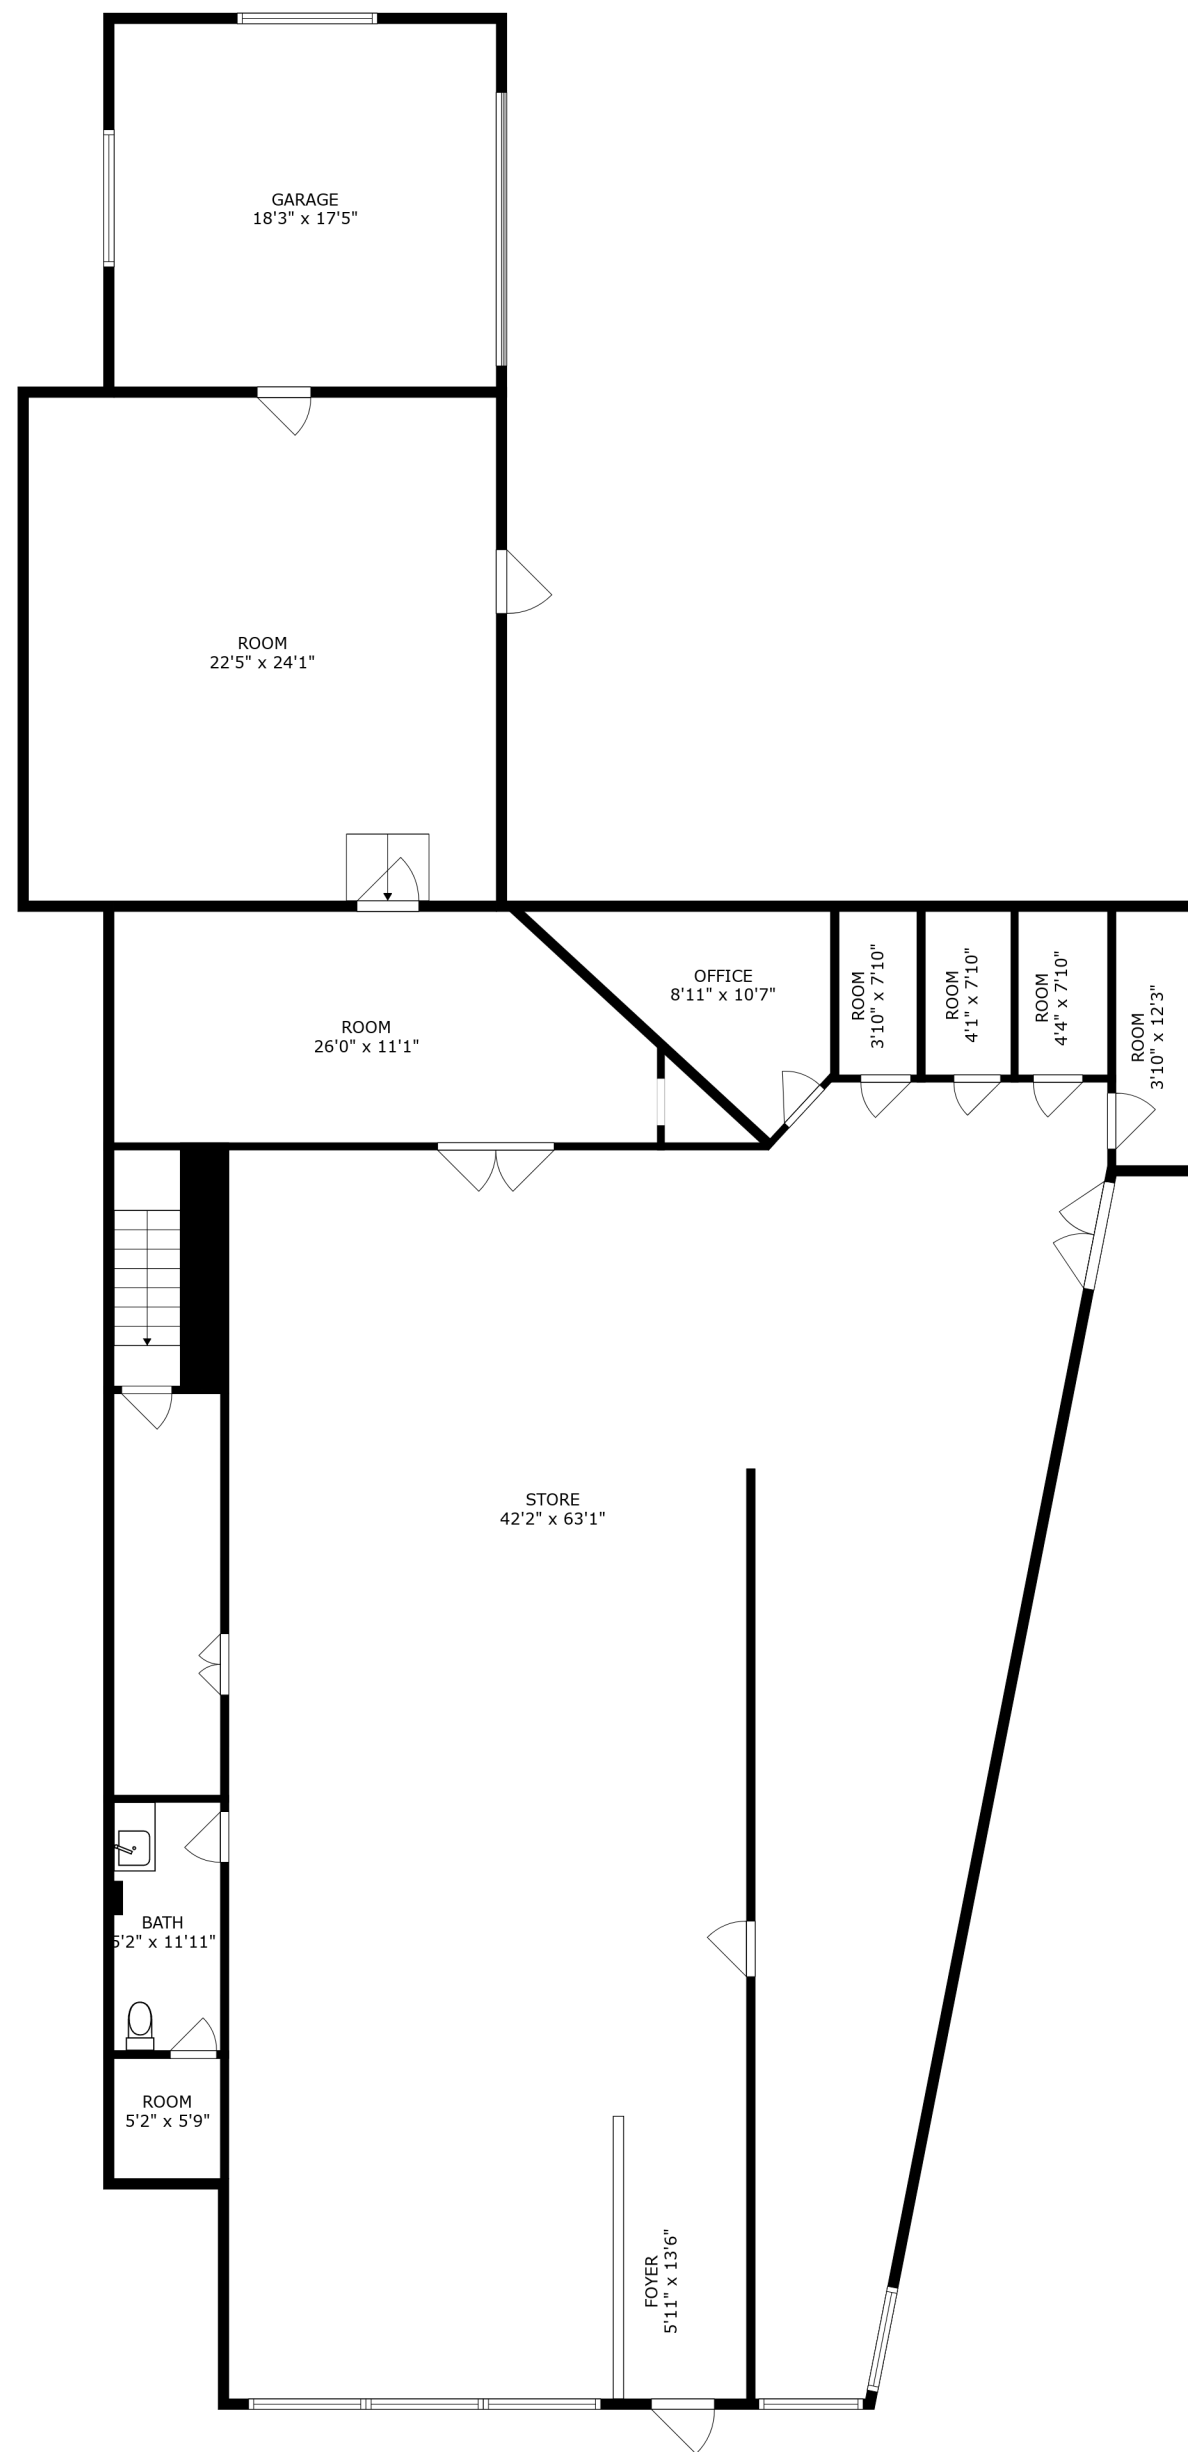 GARAGE
18'3" x 17'5"
ROOM
22'5" x 24'1"
OFFICE
8'11" x 10'7"
ROOM
3'10" x 7'10"
ROOM
4'1" x 7'10"
ROOM
4'4" x 7'10"
ROOM
3'10" x 12'3"
ROOM
26'0" x 11'1"
STORE
42'2" x 63'1"
BATH
5'2" x 11'11"
ROOM
5'2" x 5'9"
FOYER
5'11" x 13'6"